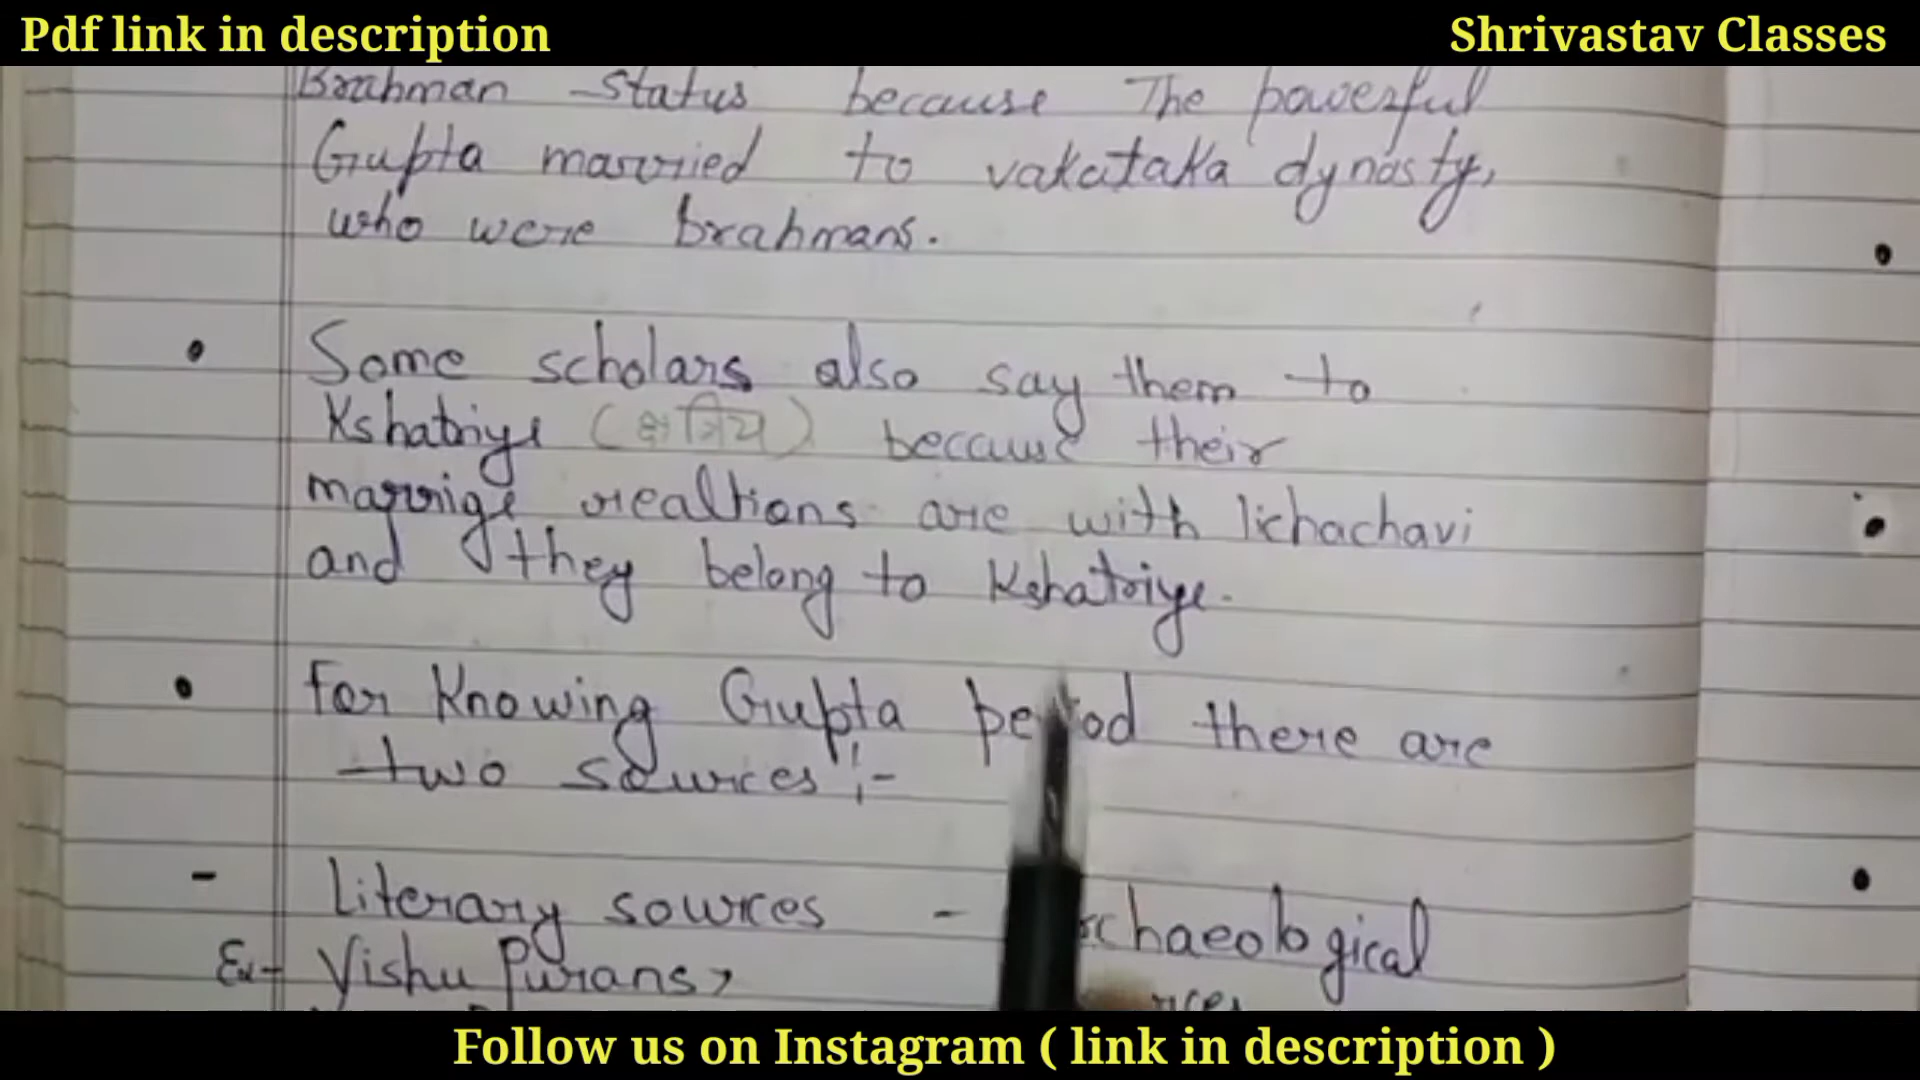 Pdf link in description
Shrivastav Classes
Brahman status because The powerful
Gupta married to vakataka dynasty,
who were brahmans.
Some scholars also say them to
Kshatriye (क्षत्रिय) because their
marrige realtions are with lichachavi
and they belong to Kshatriye.
for Knowing Gupta period there are
two sources :-
- Literary sources - Archaeological
Ex- Vishu Purans,
Follow us on Instagram ( link in description )